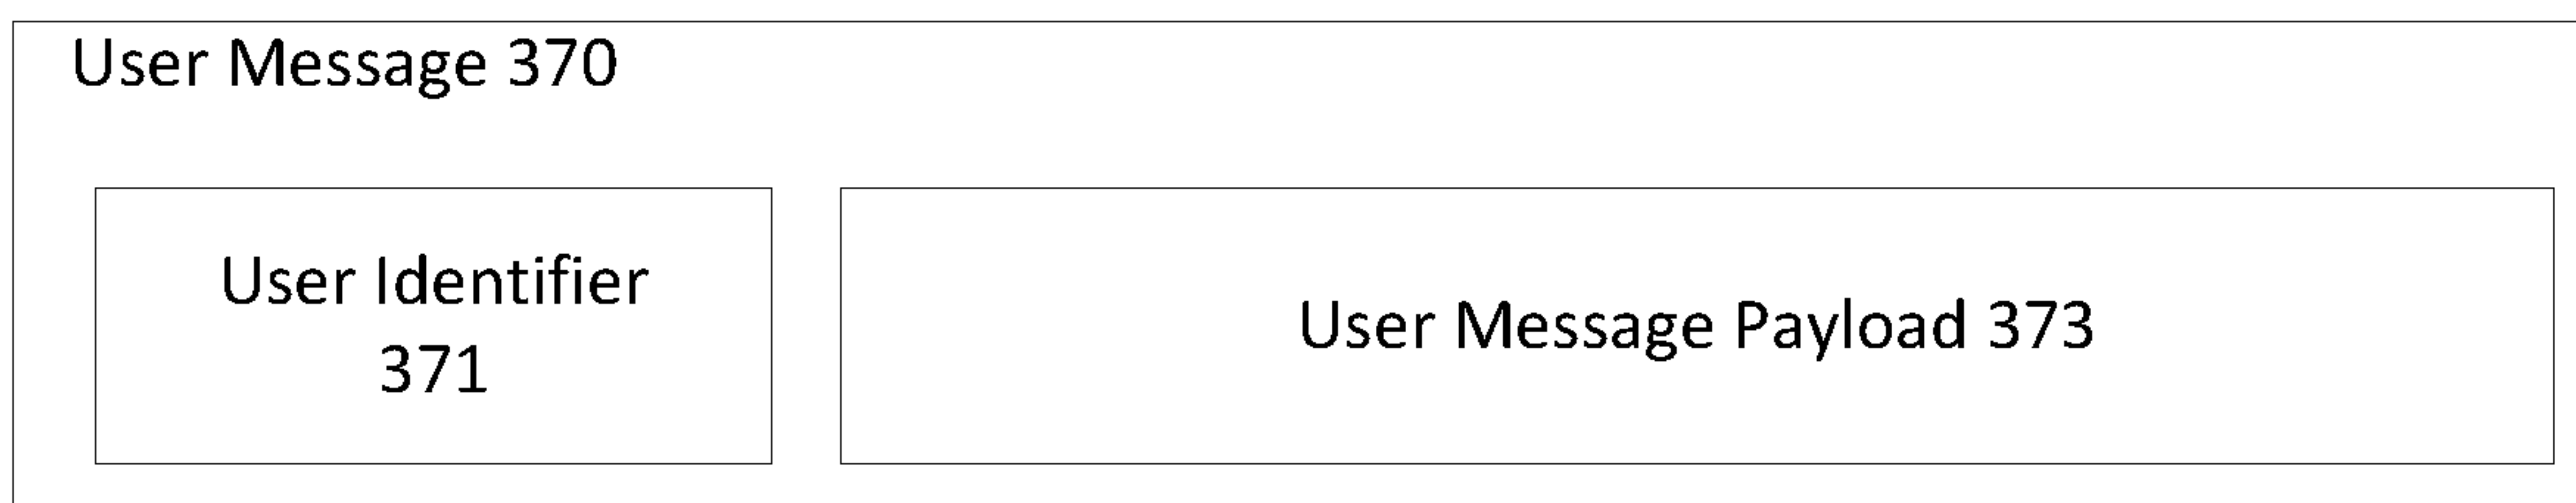 User Message 370
User Identifier
371
User Message Payload 373